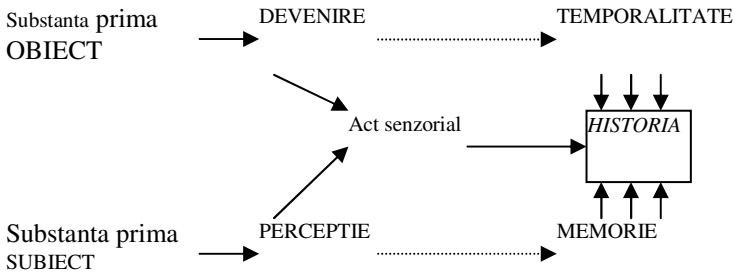 Substanta prima
OBIECT
DEVENIRE
TEMPORALITATE
Act senzorial
HISTORIA
Substanta prima
SUBIECT
PERCEPTIE
MEMORIE